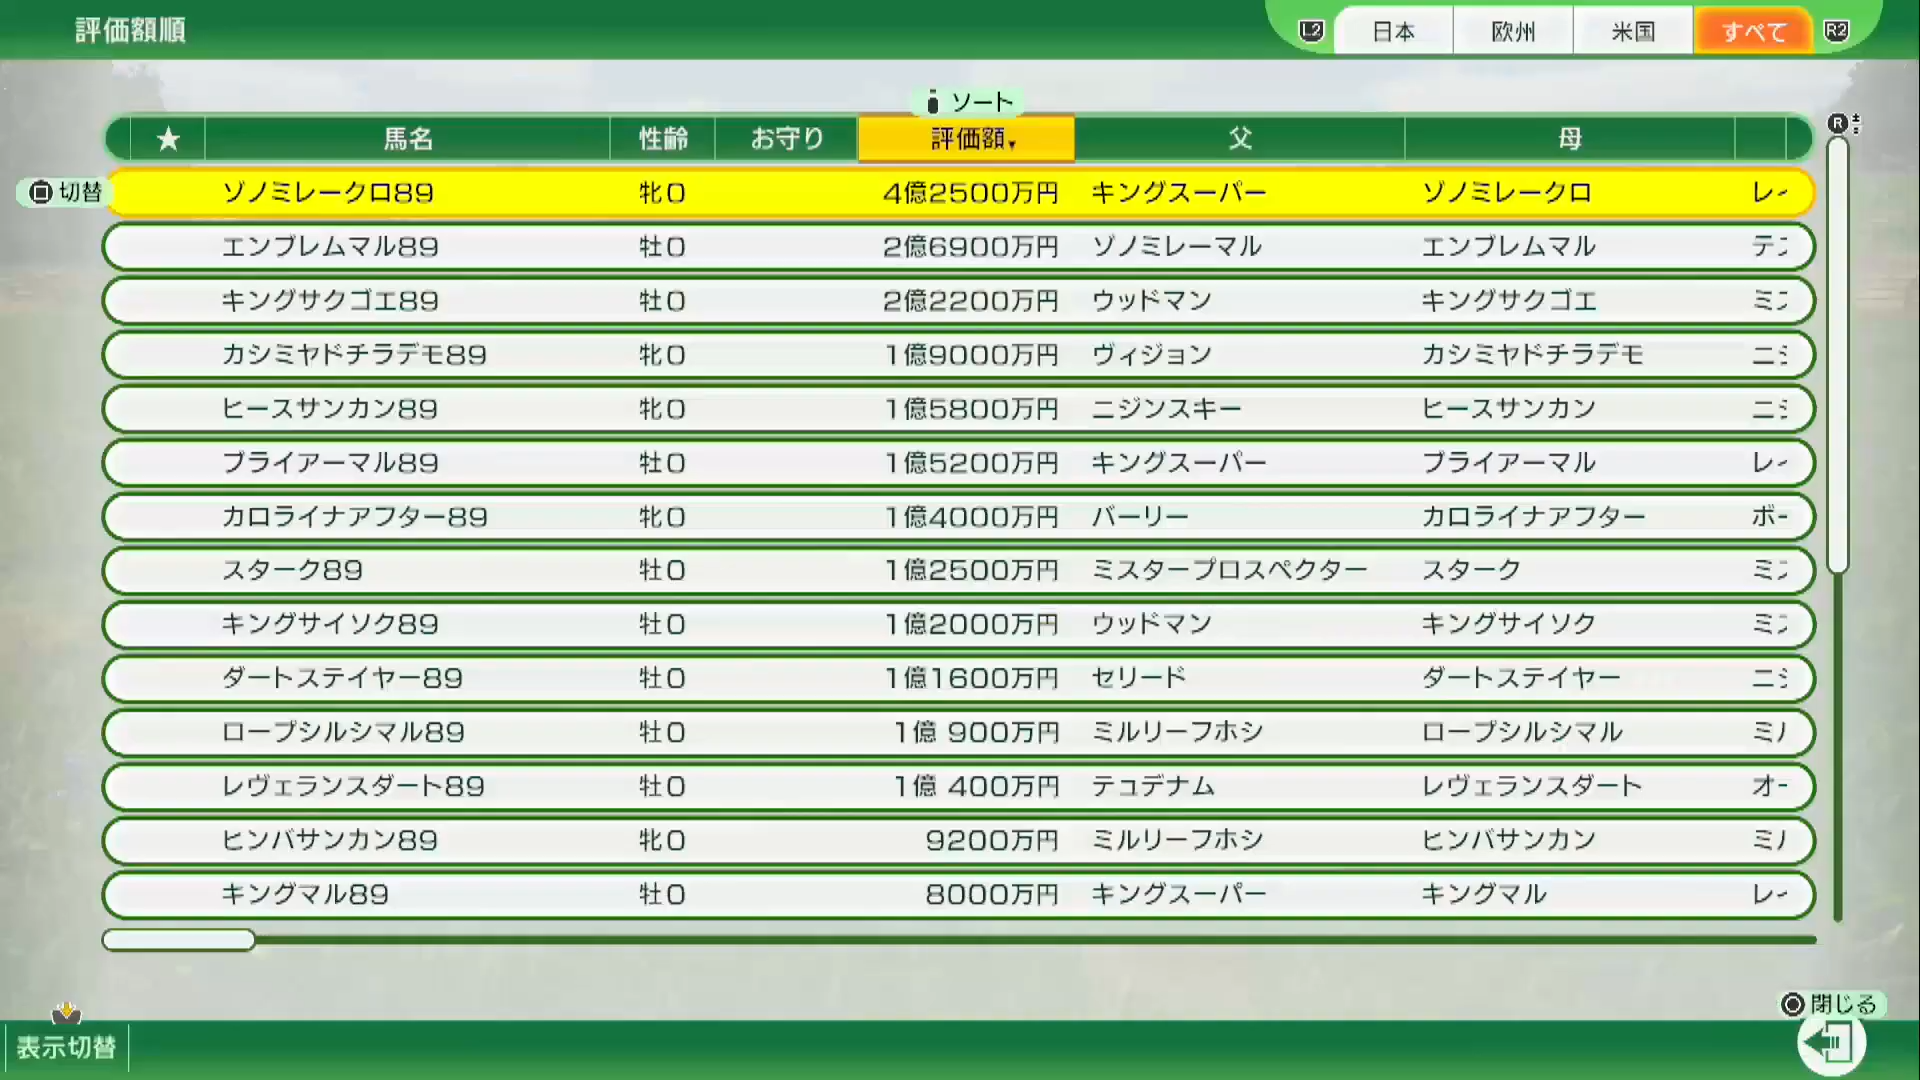 評価額順
L2 日本 欧州 米国 すべて R2
ソート
★ 馬名 性齢 お守り 評価額 父 母
R
切替 ゾノミレークロ89 牝0 4億2500万円 キングスーパー ゾノミレークロ
エンブレムマル89 牡0 2億6900万円 ゾノミレーマル エンブレムマル
キングサクゴエ89 牡0 2億2200万円 ウッドマン キングサクゴエ
カシミヤドチラデモ89 牝0 1億9000万円 ヴィジョン カシミヤドチラデモ
ヒースサンカン89 牝0 1億5800万円 ニジンスキー ヒースサンカン
ブライアーマル89 牡0 1億5200万円 キングスーパー ブライアーマル
カロライナアフター89 牝0 1億4000万円 バーリー カロライナアフター
スターク89 牡0 1億2500万円 ミスタープロスペクター スターク
キングサイソク89 牡0 1億2000万円 ウッドマン キングサイソク
ダートステイヤー89 牡0 1億1600万円 セリード ダートステイヤー
ロープシルシマル89 牡0 1億 900万円 ミルリーフホシ ロープシルシマル
レヴェランスダート89 牡0 1億 400万円 テュデナム レヴェランスダート
ヒンバサンカン89 牝0 9200万円 ミルリーフホシ ヒンバサンカン
キングマル89 牡0 8000万円 キングスーパー キングマル
閉じる
表示切替